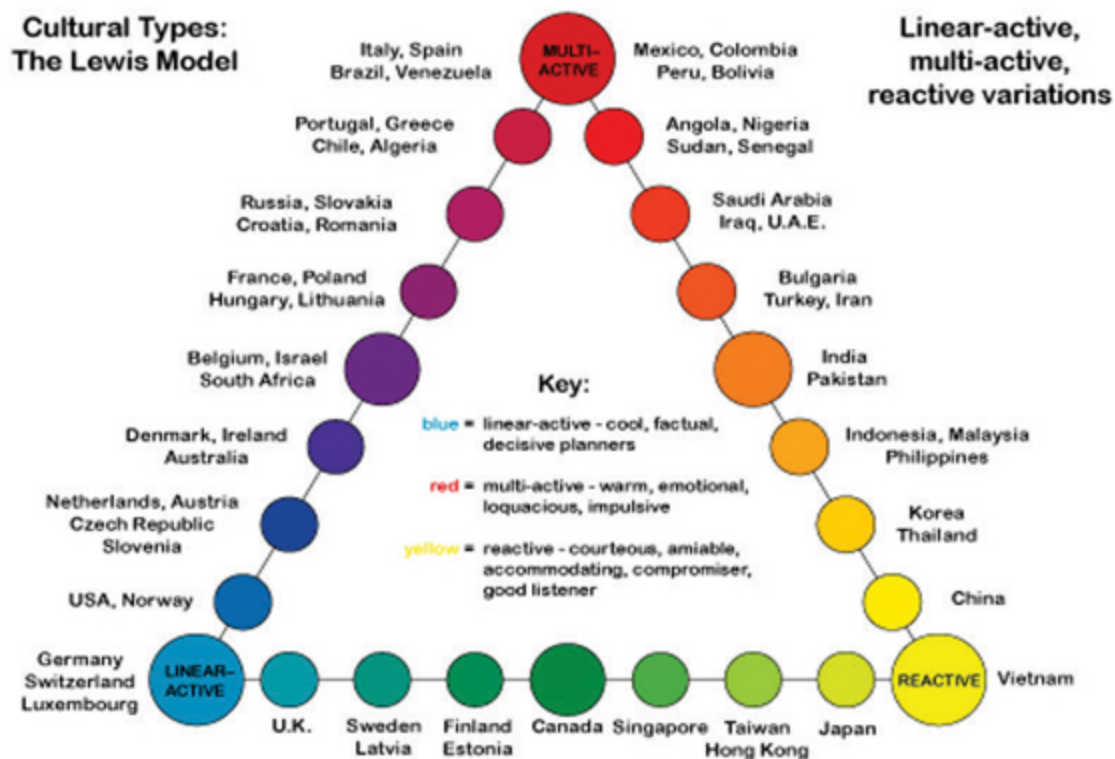 Cultural Types:
The Lewis Model
Linear-active,
multi-active,
reactive variations
MULTI-
ACTIVE
Italy, Spain
Brazil, Venezuela
Mexico, Colombia
Peru, Bolivia
Portugal, Greece
Chile, Algeria
Angola, Nigeria
Sudan, Senegal
Russia, Slovakia
Croatia, Romania
Saudi Arabia
Iraq, U.A.E.
France, Poland
Hungary, Lithuania
Bulgaria
Turkey, Iran
Belgium, Israel
South Africa
India
Pakistan
Denmark, Ireland
Australia
Indonesia, Malaysia
Philippines
Netherlands, Austria
Czech Republic
Slovenia
Korea
Thailand
USA, Norway
China
Key:
blue = linear-active - cool, factual,
decisive planners
red = multi-active - warm, emotional,
loquacious, impulsive
yellow = reactive - courteous, amiable,
accommodating, compromiser,
good listener
Germany
Switzerland
Luxembourg
LINEAR-
ACTIVE
REACTIVE
Vietnam
U.K.
Sweden
Latvia
Finland
Estonia
Canada
Singapore
Taiwan
Hong Kong
Japan